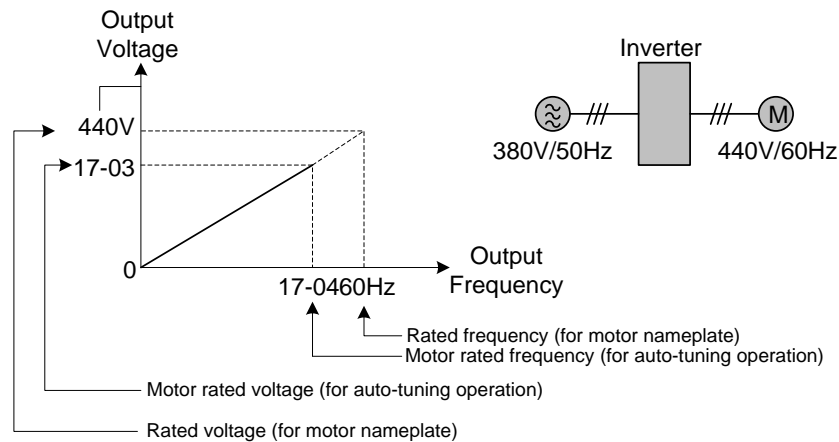 Output
Voltage
Inverter
440V
17-03
M
380V/50Hz
440V/60Hz
0
Output
Frequency
17-0460Hz
Rated frequency (for motor nameplate)
Motor rated frequency (for auto-tuning operation)
Motor rated voltage (for auto-tuning operation)
Rated voltage (for motor nameplate)